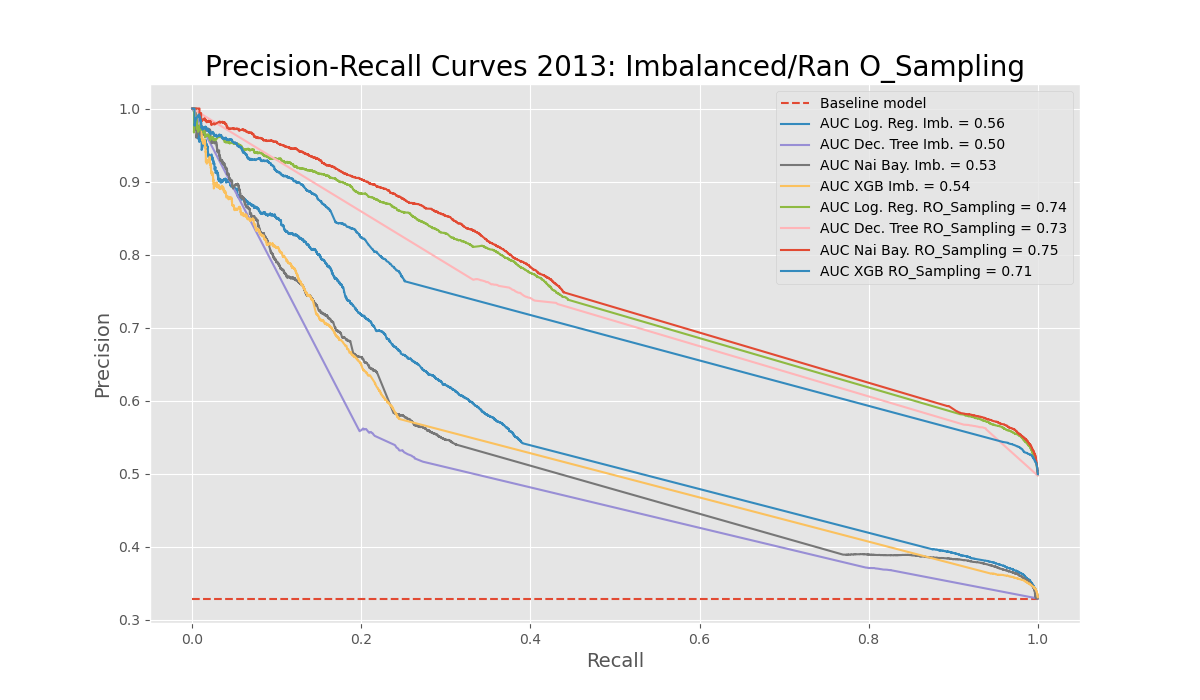 Precision-Recall Curves 2013: Imbalanced/Ran O_Sampling
Baseline model
AUC Log. Reg. Imb. = 0.56
AUC Dec. Tree Imb. = 0.50
AUC Nai Bay. Imb. = 0.53
AUC XGB Imb. = 0.54
AUC Log. Reg. RO_Sampling = 0.74
AUC Dec. Tree RO_Sampling = 0.73
AUC Nai Bay. RO_Sampling = 0.75
AUC XGB RO_Sampling = 0.71
Precision
1.0
0.9
0.8
0.7
0.6
0.5
0.4
0.3
0.0 0.2 0.4 0.6 0.8 1.0
Recall